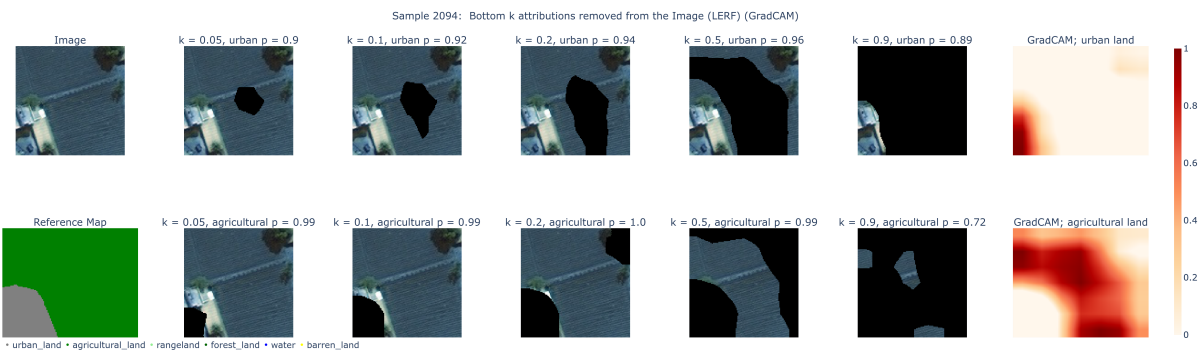 Sample 2094: Bottom k attributions removed from the Image (LERF) (GradCAM)
Image
k = 0.05, urban p = 0.9
k = 0.1, urban p = 0.92
k = 0.2, urban p = 0.94
k = 0.5, urban p = 0.96
k = 0.9, urban p = 0.89
GradCAM; urban land
1
0.8
0.6
0.4
0.2
0
Reference Map
k = 0.05, agricultural p = 0.99
k = 0.1, agricultural p = 0.99
k = 0.2, agricultural p = 1.0
k = 0.5, agricultural p = 0.99
k = 0.9, agricultural p = 0.72
GradCAM; agricultural land
urban_land
agricultural_land
rangeland
forest_land
water
barren_land